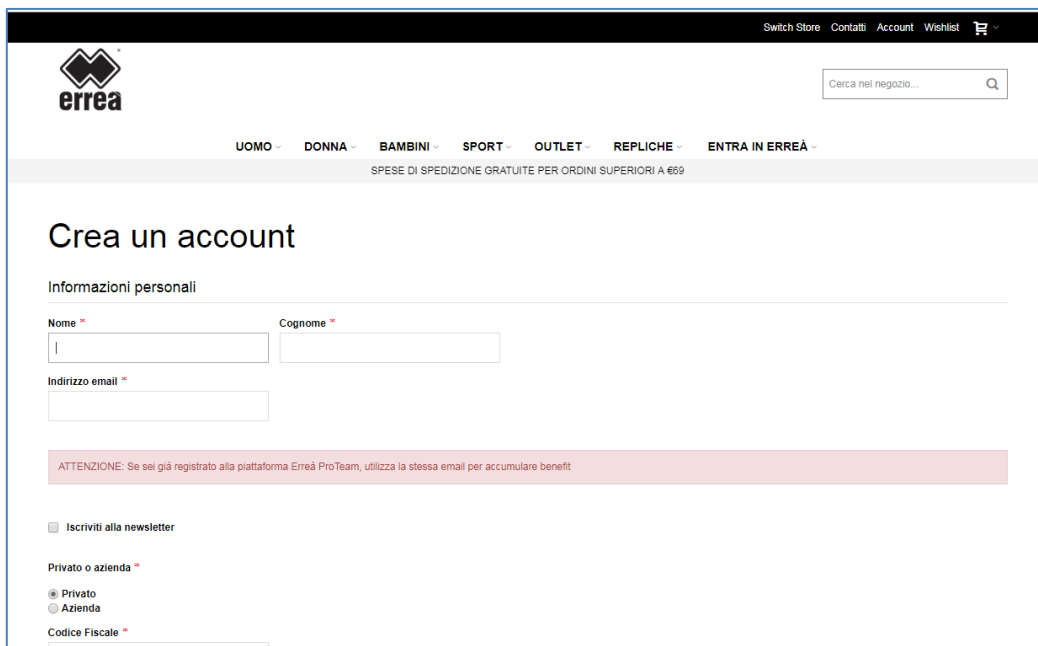 Switch Store Contatti Account Wishlist
erreà
Cerca nel negozio...
UOMO DONNA BAMBINI SPORT OUTLET REPLICHE ENTRA IN ERREÀ
SPESE DI SPEDIZIONE GRATUITE PER ORDINI SUPERIORI A €69
Crea un account
Informazioni personali
Nome * Cognome *
Indirizzo email *
ATTENZIONE: Se sei già registrato alla piattaforma Erreà ProTeam, utilizza la stessa email per accumulare benefit
Iscriviti alla newsletter
Privato o azienda *
Privato
Azienda
Codice Fiscale *